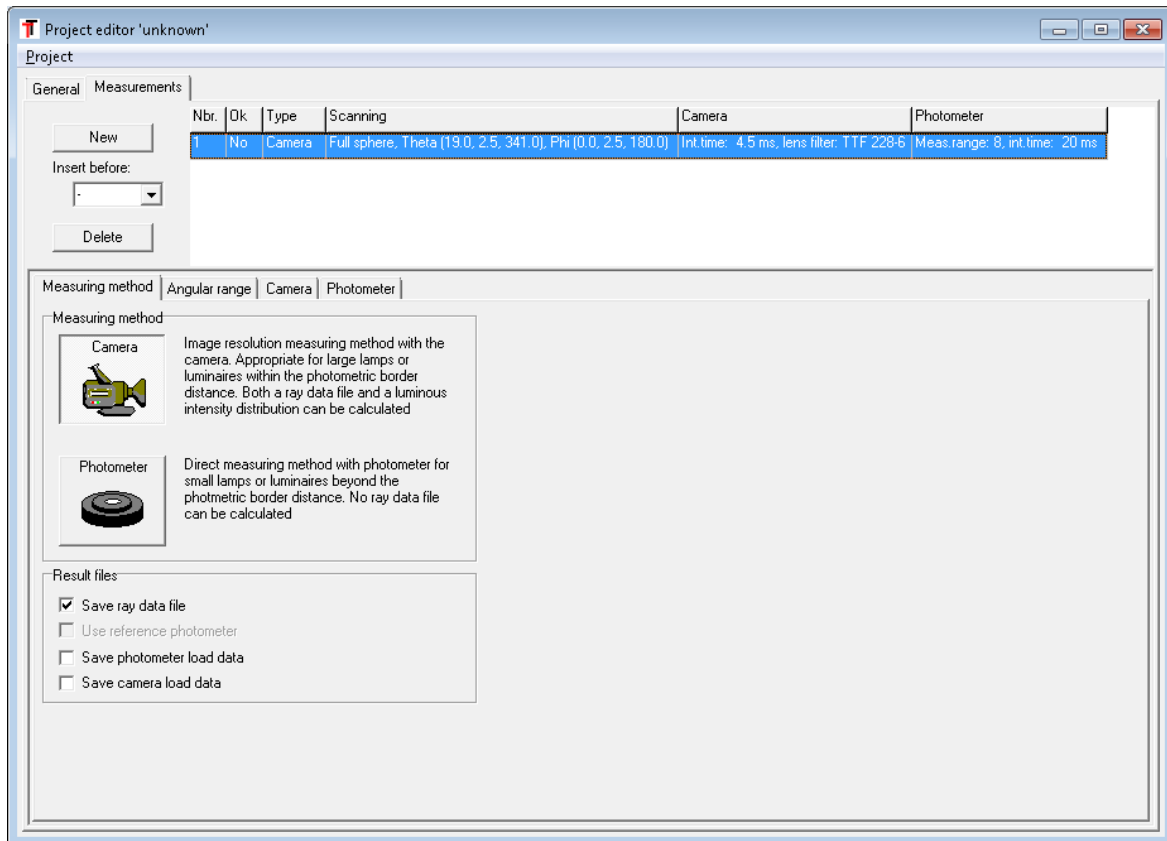 Project editor 'unknown'
Project
General Measurements
Nbr. Ok Type Scanning Camera Photometer
New
1 No Camera Full sphere, Theta (19.0, 2.5, 341.0), Phi (0.0, 2.5, 180.0) Int.time: 4.5 ms, lens filter: TTF 228-6 Meas.range: 8, int.time: 20 ms
Insert before:
-
Delete
Measuring method Angular range Camera Photometer
Measuring method
Camera
Image resolution measuring method with the
camera. Appropriate for large lamps or
luminaires within the photometric border
distance. Both a ray data file and a luminous
intensity distribution can be calculated
Photometer
Direct measuring method with photometer for
small lamps or luminaires beyond the
photmetric border distance. No ray data file
can be calculated
Result files
Save ray data file
Use reference photometer
Save photometer load data
Save camera load data